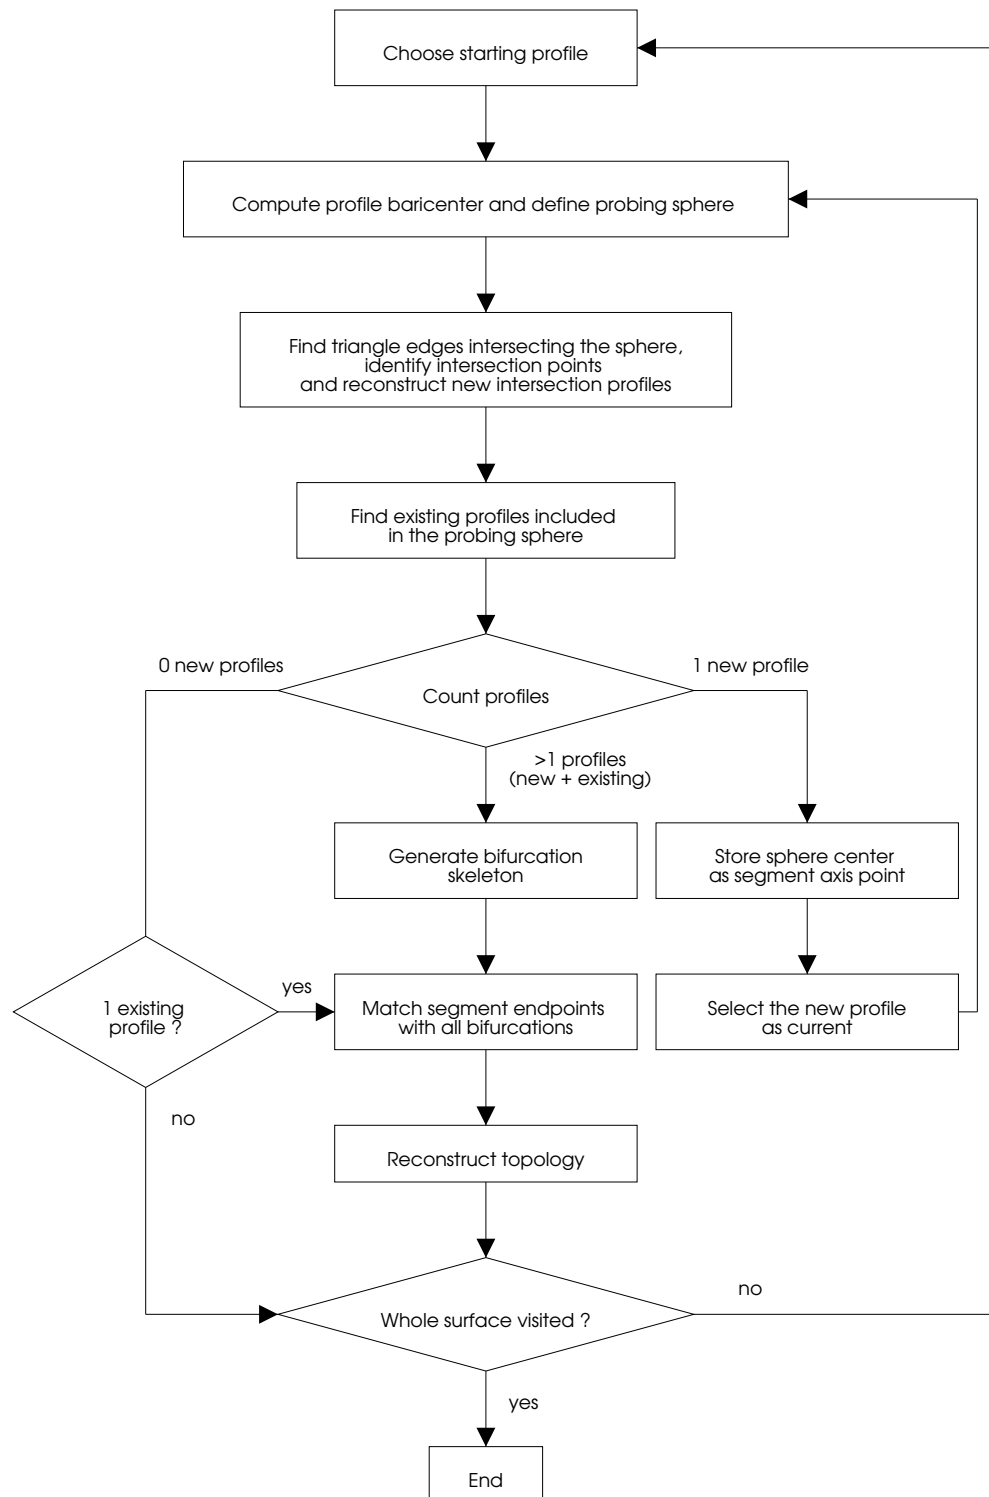 Choose starting profile
Compute profile baricenter and define probing sphere
Find triangle edges intersecting the sphere,
identify intersection points
and reconstruct new intersection profiles
Find existing profiles included
in the probing sphere
0 new profiles
1 new profile
Count profiles
>1 profiles
(new + existing)
Generate bifurcation
skeleton
Store sphere center
as segment axis point
1 existing
profile ?
yes
Match segment endpoints
with all bifurcations
Select the new profile
as current
no
Reconstruct topology
Whole surface visited ?
no
yes
End